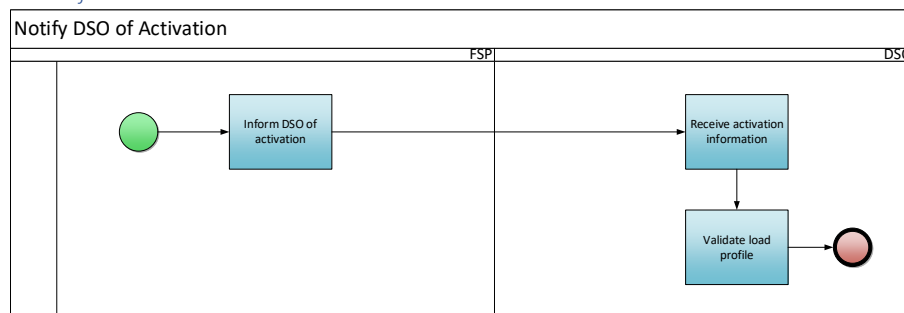 Notify DSO of Activation
FSP
Inform DSO of
activation
Receive activation
information
Validate load
profile